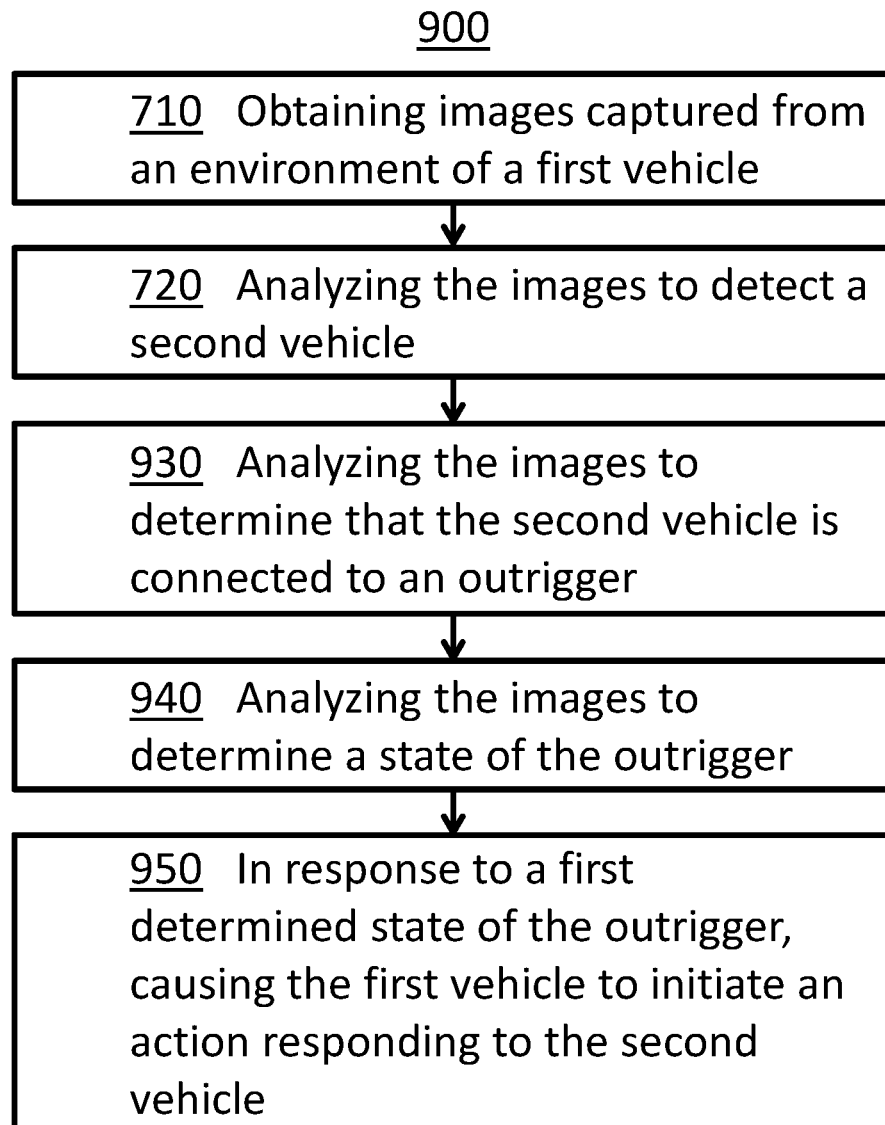 900
710 Obtaining images captured from
an environment of a first vehicle
720 Analyzing the images to detect a
second vehicle
930 Analyzing the images to
determine that the second vehicle is
connected to an outrigger
940 Analyzing the images to
determine a state of the outrigger
950 In response to a first
determined state of the outrigger,
causing the first vehicle to initiate an
action responding to the second
vehicle